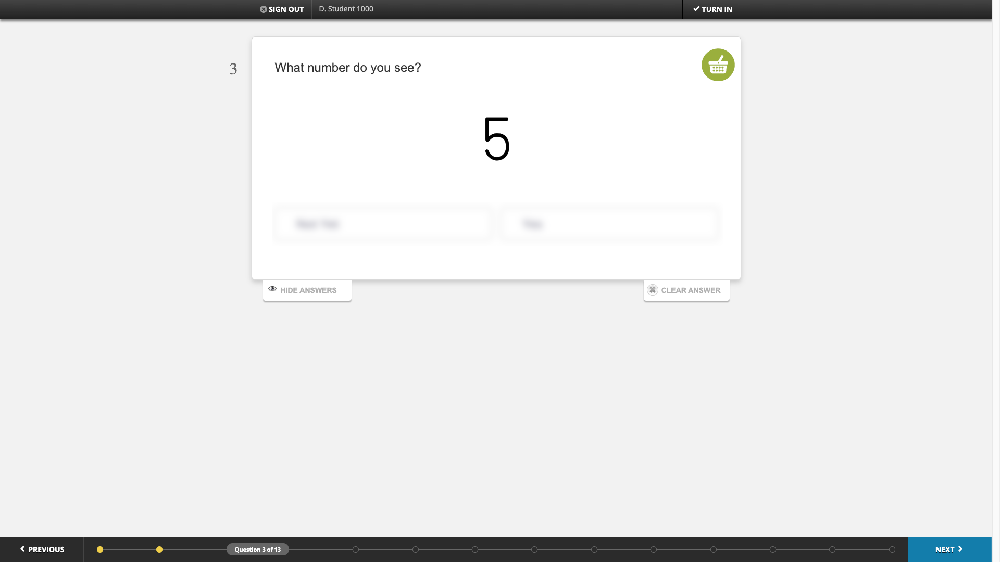 SIGN OUT
D. Student 1000
TURN IN
3
What number do you see?
5
HIDE ANSWERS
CLEAR ANSWER
PREVIOUS
Question 3 of 13
NEXT